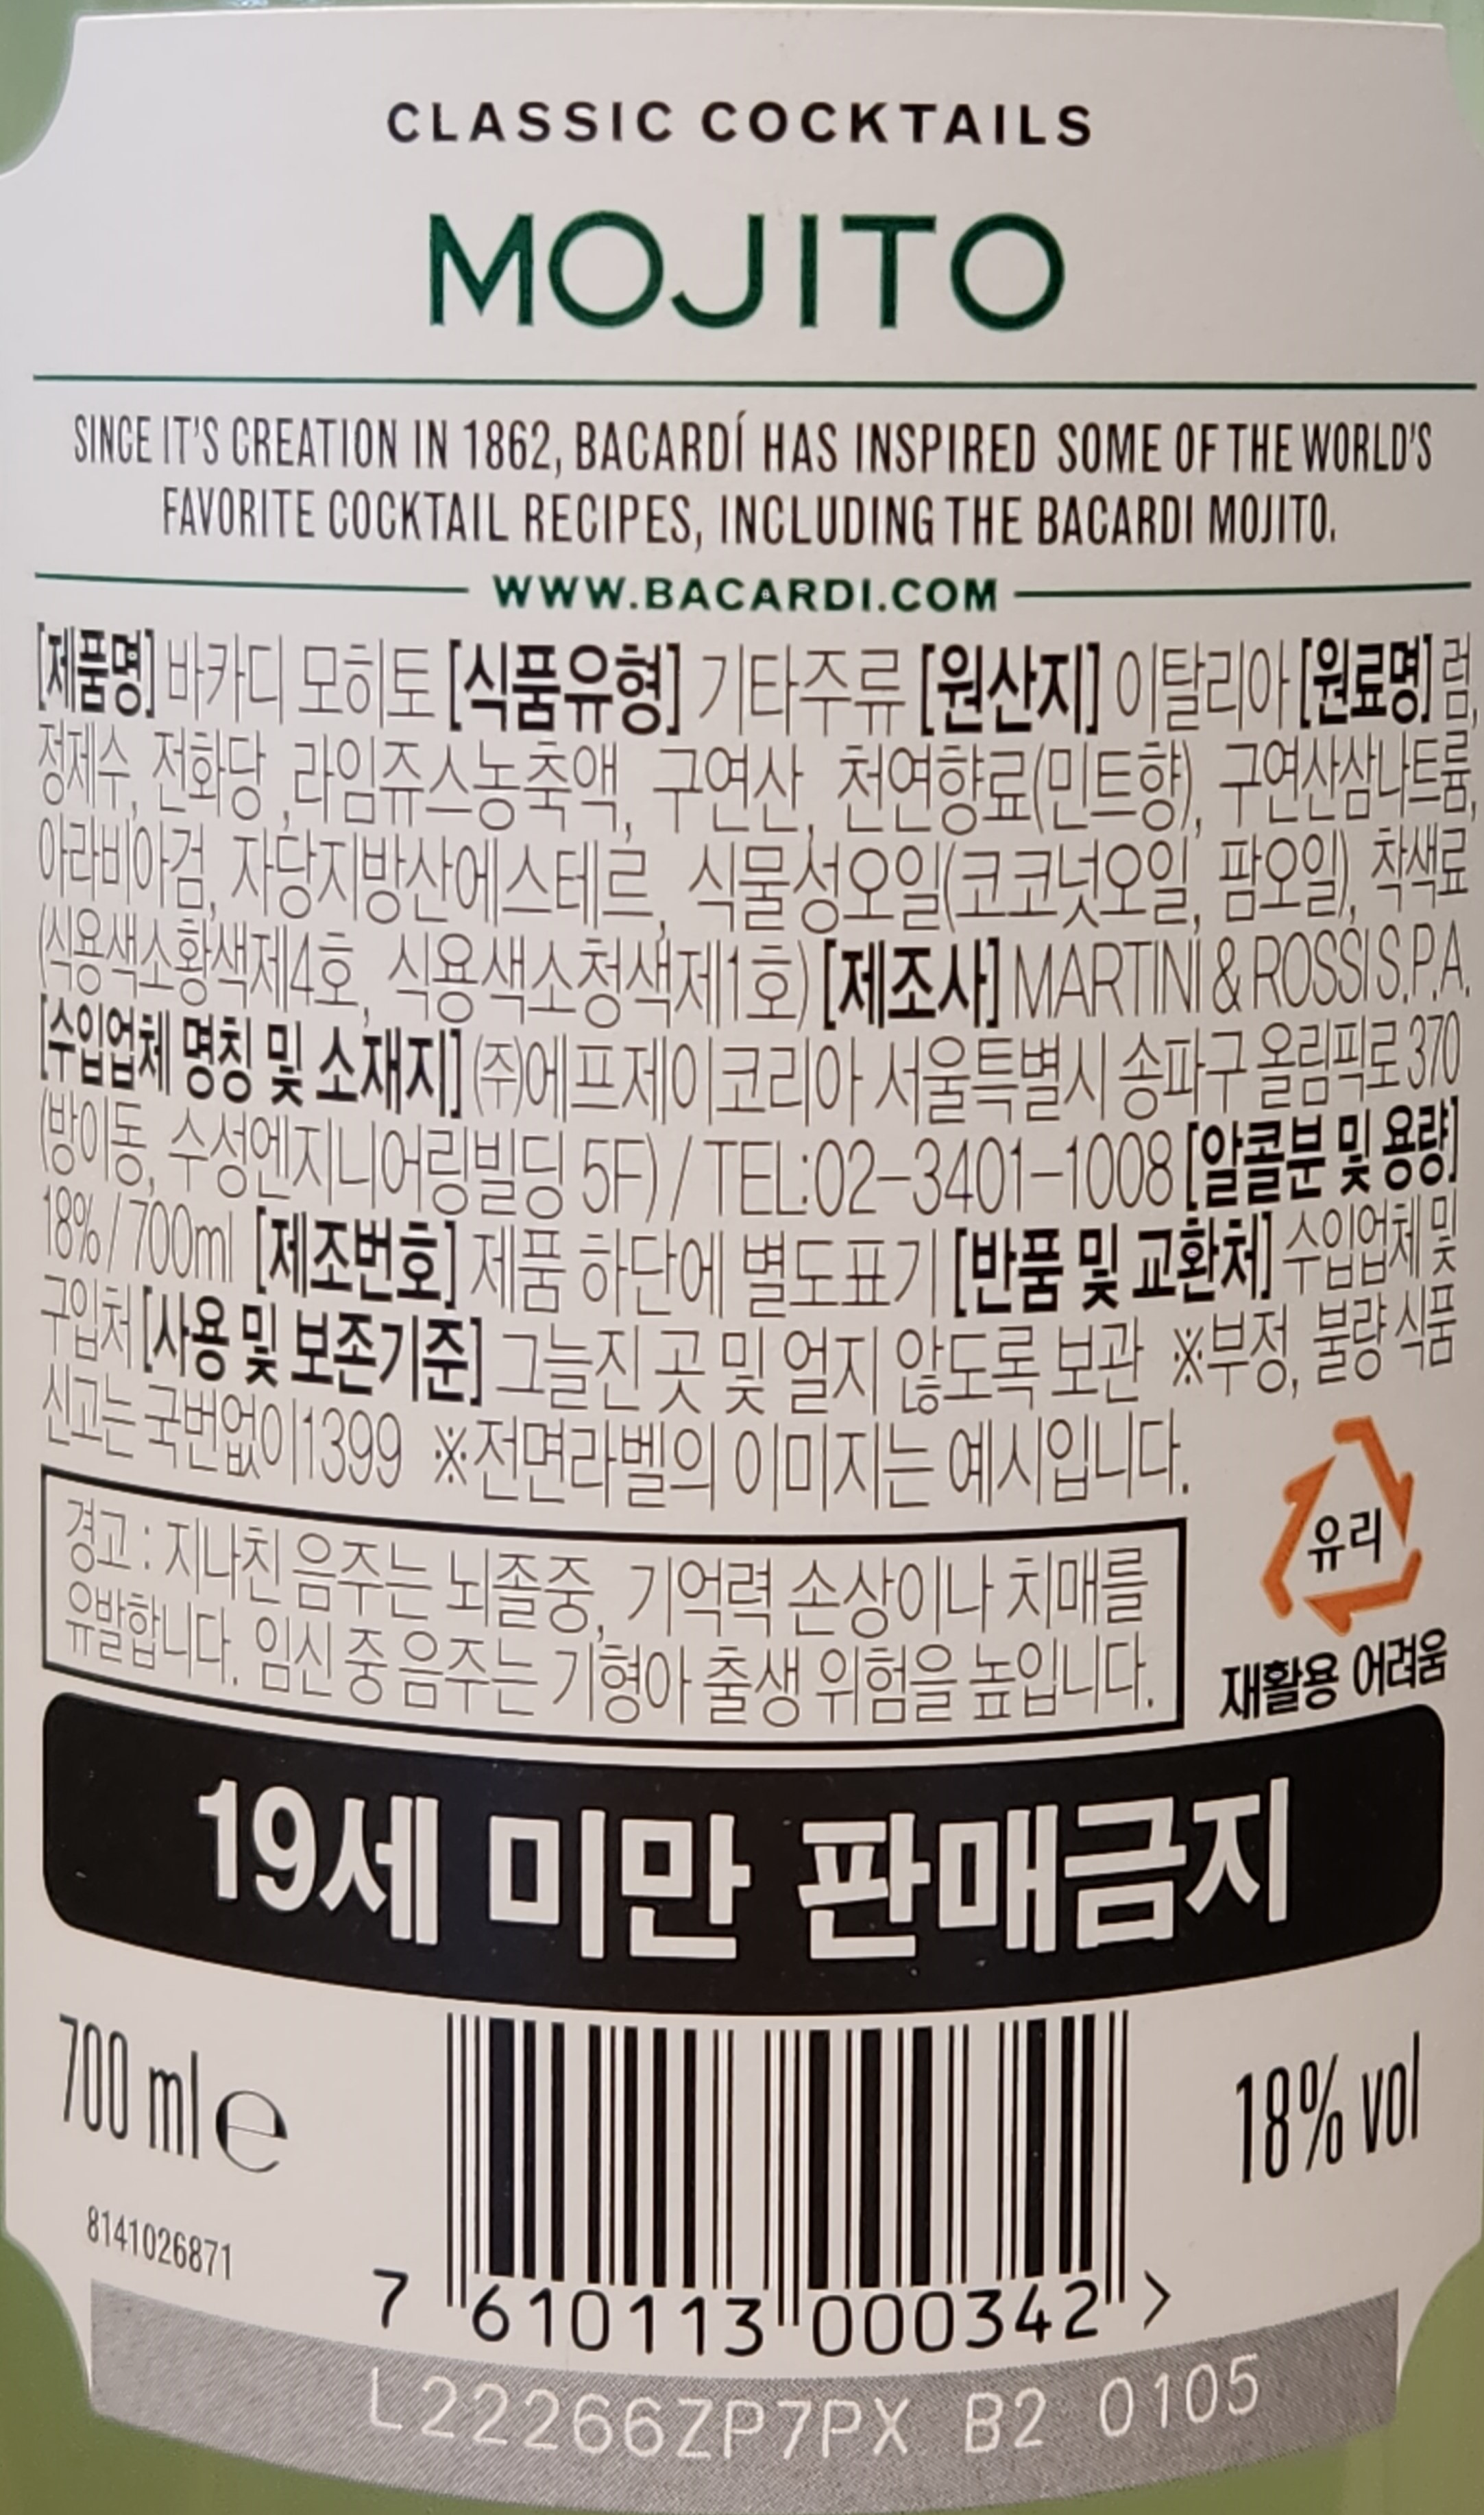 CLASSIC COCKTAILS
MOJITO
SINCE IT'S CREATION IN 1862, BACARDÍ HAS INSPIRED SOME OF THE WORLD'S
FAVORITE COCKTAIL RECIPES, INCLUDING THE BACARDI MOJITO.
WWW.BACARDI.COM
[제품명] 바카디 모히토 [식품유형] 기타주류 [원산지] 이탈리아 [원료명] 럼,
정제수, 전화당 ,라임쥬스농축액, 구연산, 천연향료(민트향), 구연산삼나트륨,
아라비아검, 자당지방산에스테르, 식물성오일(코코넛오일, 팜오일), 착색료
(식용색소황색제4호, 식용색소청색제1호) [제조사] MARTINI & ROSSI S.P.A.
[수입업체 명칭 및 소재지] (주)에프제이코리아 서울특별시 송파구 올림픽로 370
(방이동, 수성엔지니어링빌딩 5F) / TEL:02-3401-1008 [알콜분 및 용량]
18% / 700ml [제조번호] 제품 하단에 별도표기 [반품 및 교환처] 수입업체 및
구입처 [사용 및 보존기준] 그늘진 곳 및 얼지 않도록 보관 ※부정, 불량 식품
신고는 국번없이1399 ※전면라벨의 이미지는 예시입니다.
유리
재활용 어려움
경고 : 지나친 음주는 뇌졸중, 기억력 손상이나 치매를
유발합니다. 임신 중 음주는 기형아 출생 위험을 높입니다.
19세 미만 판매금지
700 ml e
18% vol
8141026871
7 610113 000342 >
L22266ZP7PX B2 0105